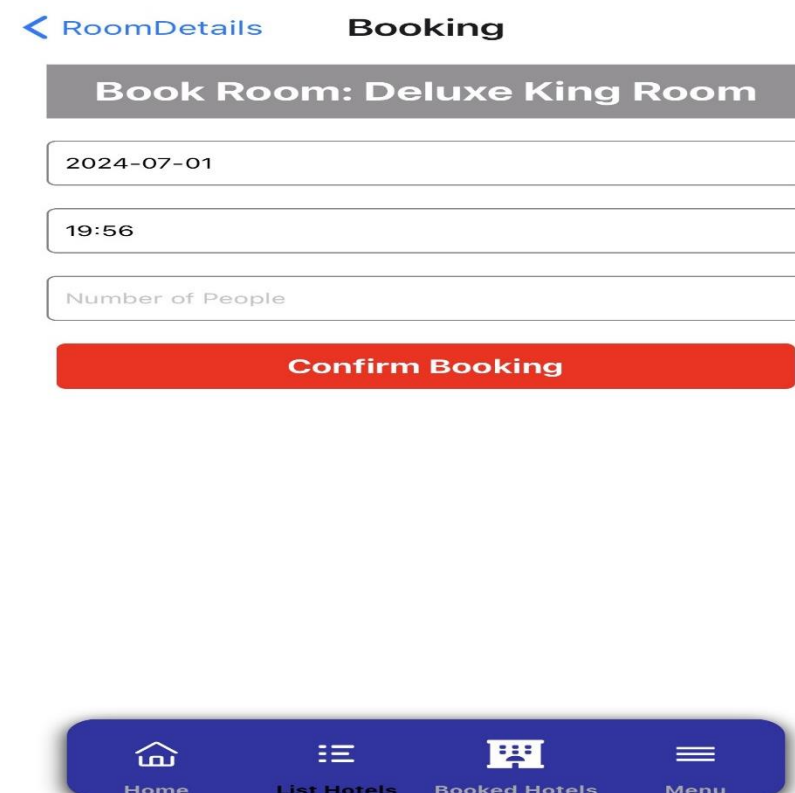 RoomDetails Booking
Book Room: Deluxe King Room
2024-07-01
19:56
Number of People
Confirm Booking
Home List Hotels Booked Hotels Menu